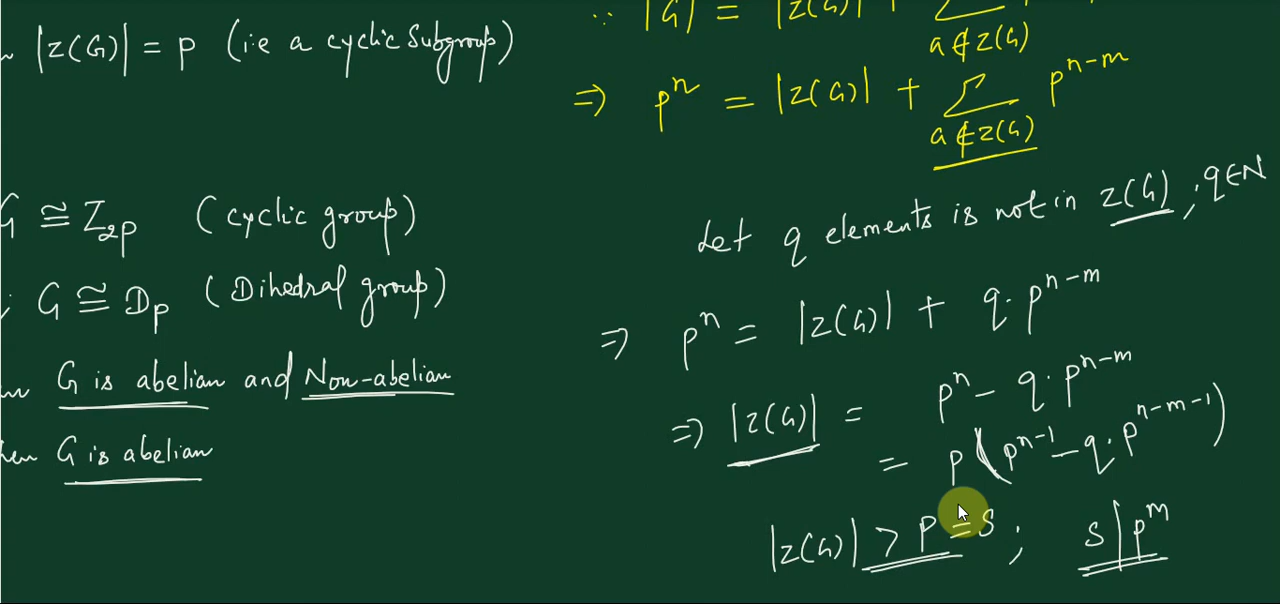 |z(G)| = p (i.e a cyclic Subgroup)
G ≅ Z_2p (cyclic group)
G ≅ D_p (Dihedral group)
G is abelian and Non-abelian
G is abelian
∵ |G| = |z(G)| + ∑_{a∉z(G)}
⇒ p^n = |z(G)| + ∑_{a∉z(G)} p^{n-m}
Let q elements is not in z(G), q∈N
⇒ p^n = |z(G)| + q·p^{n-m}
⇒ |z(G)| = p^n - q·p^{n-m}
= p(p^{n-1} - q·p^{n-m-1})
|z(G)| > p = s ; s|p^m